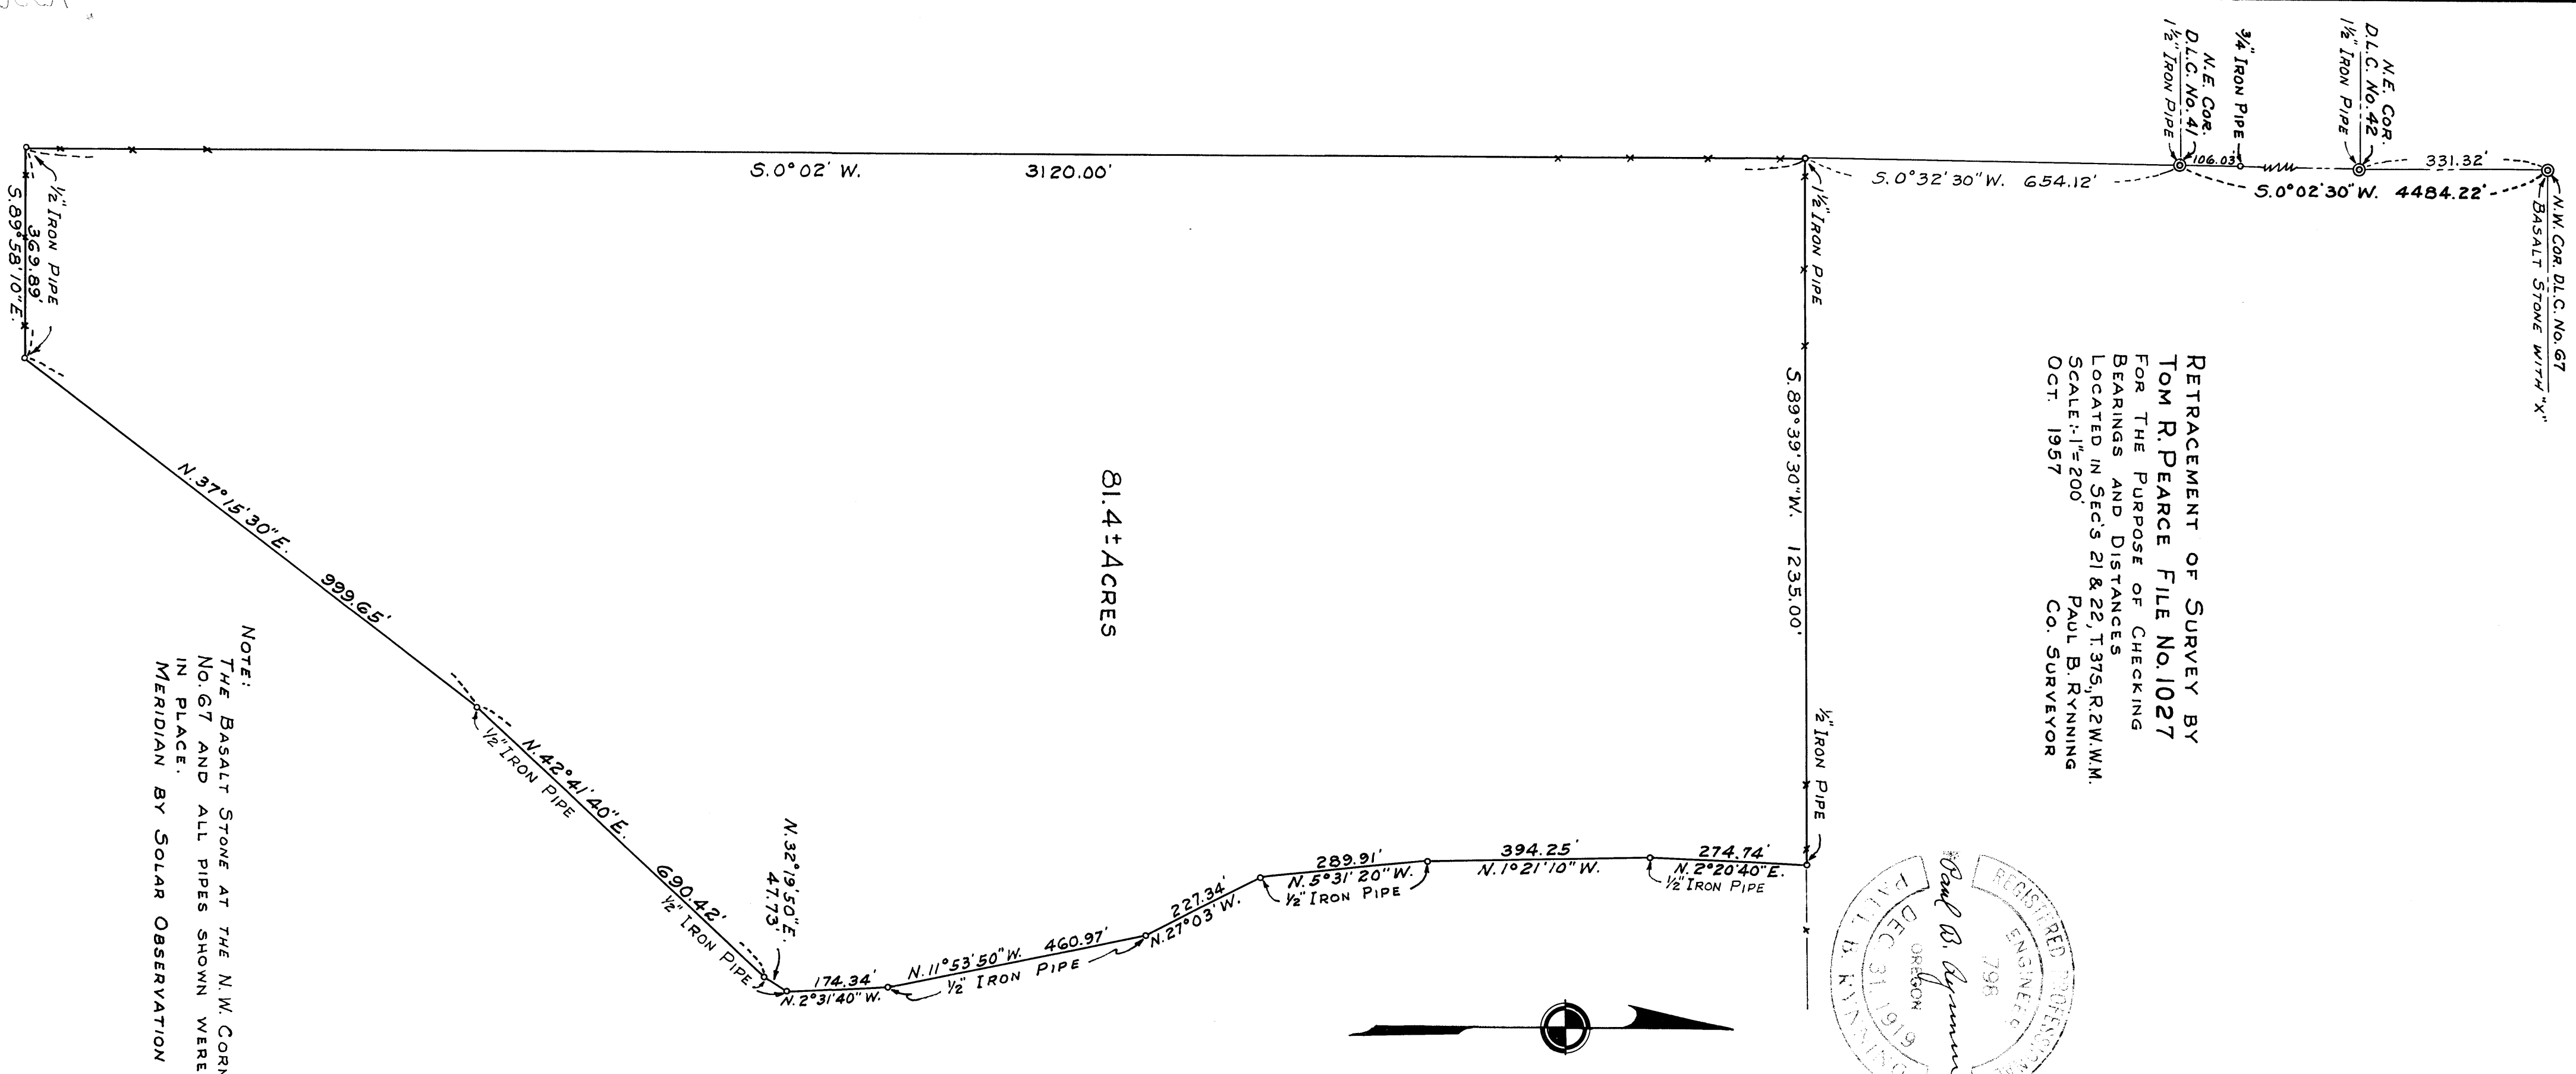 RETRACEMENT OF SURVEY BY
TOM R. PEARCE FILE No. 1027
FOR THE PURPOSE OF CHECKING
BEARINGS AND DISTANCES
LOCATED IN SEC'S 21 & 22, T. 37S., R. 2 W. W.M.
SCALE:- 1"=200' PAUL B. RYNNING
OCT. 1957 CO. SURVEYOR
N.W. COR. D.L.C. No. 67
BASALT STONE WITH "X"
331.32'
S. 0°02'30" W. 4484.22'
N.E. COR.
D.L.C. No. 42
1½" IRON PIPE
¾" IRON PIPE
106.03'
N.E. COR.
D.L.C. No. 41
1½" IRON PIPE
S. 0°32'30" W. 654.12'
1½" IRON PIPE
S. 89°39'30" W. 1235.00'
½" IRON PIPE
S. 0°02' W. 3120.00'
½" IRON PIPE
369.89'
S. 89°58'10" E.
N. 37°15'30" E. 999.65'
½" IRON PIPE
N. 42°41'40" E. 690.42'
½" IRON PIPE
N. 32°19'50" E.
47.73'
174.34'
N. 2°31'40" W.
N. 11°53'50" W. 460.97'
½" IRON PIPE
227.34'
N. 27°03' W.
289.91'
N. 5°31'20" W.
½" IRON PIPE
394.25'
N. 1°21'10" W.
274.74'
N. 2°20'40" E.
½" IRON PIPE
81.4± ACRES
NOTE:
THE BASALT STONE AT THE N.W. CORN
No. 67 AND ALL PIPES SHOWN WERE
IN PLACE.
MERIDIAN BY SOLAR OBSERVATION
REGISTERED PROFESSIONAL
ENGINEER
798
Paul B. Rynning
OREGON
DEC 31, 1919
PAUL B. RYNNING